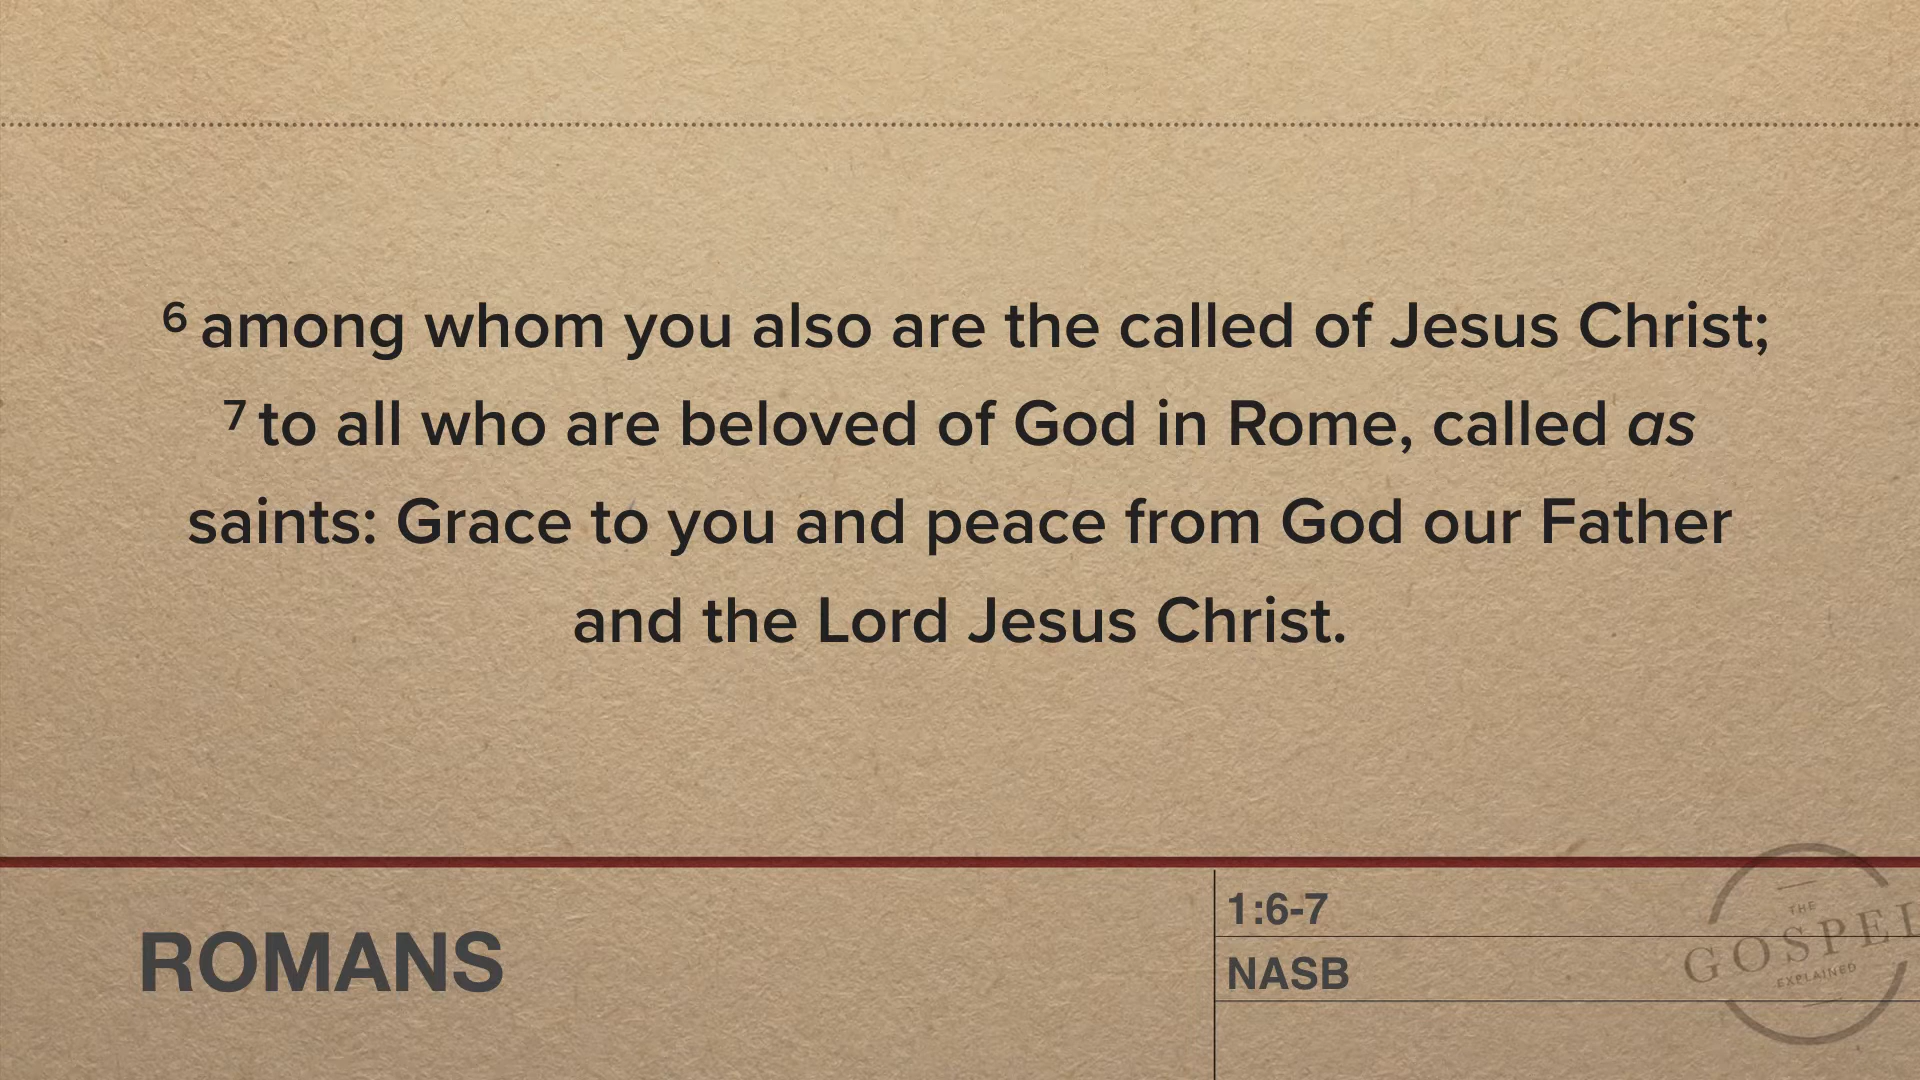 6 among whom you also are the called of Jesus Christ;
7 to all who are beloved of God in Rome, called as
saints: Grace to you and peace from God our Father
and the Lord Jesus Christ.
ROMANS
1:6-7
NASB
THE
GOSPEL
EXPLAINED